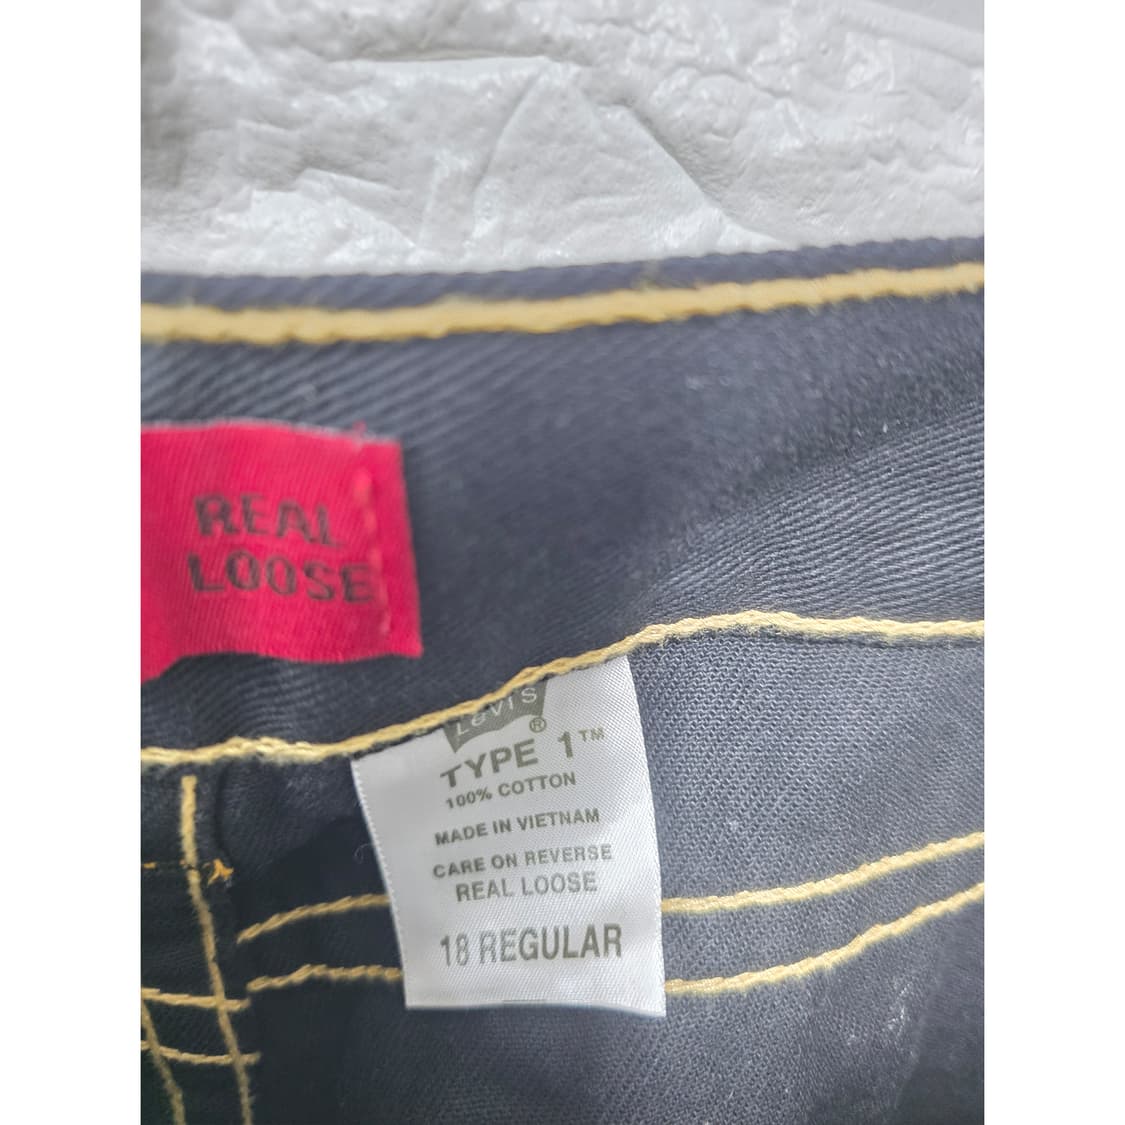 REAL
LOOSE
Levi's®
TYPE 1™
100% COTTON
MADE IN VIETNAM
CARE ON REVERSE
REAL LOOSE
18 REGULAR